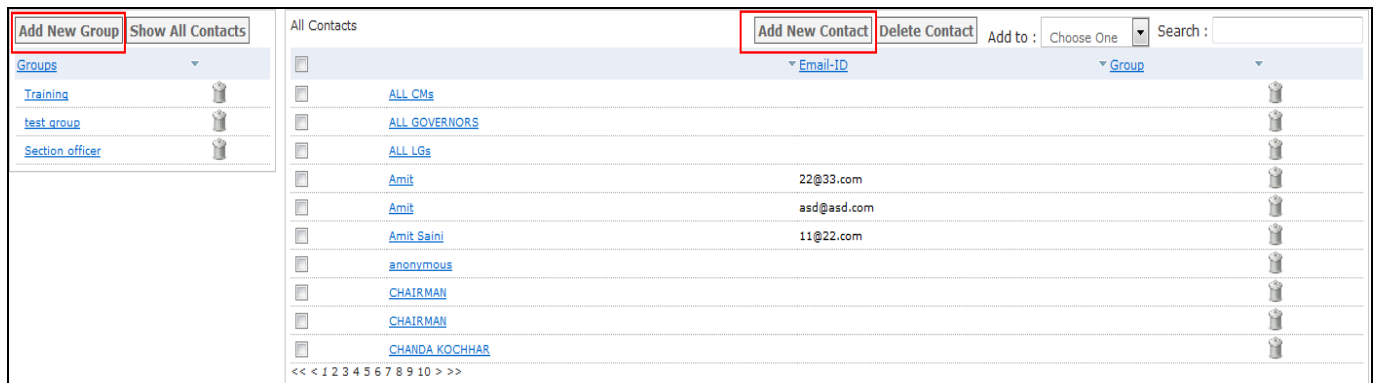 Add New Group Show All Contacts
Groups
Training
test group
Section officer
All Contacts Add New Contact Delete Contact Add to : Choose One Search :
Email-ID Group
ALL CMs
ALL GOVERNORS
ALL LGs
Amit 22@33.com
Amit asd@asd.com
Amit Saini 11@22.com
anonymous
CHAIRMAN
CHAIRMAN
CHANDA KOCHHAR
<< < 1 2 3 4 5 6 7 8 9 10 > >>